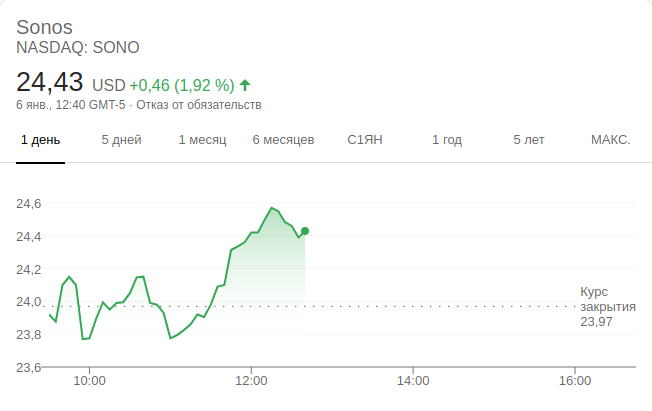 Sonos
NASDAQ: SONO
24,43 USD +0,46 (1,92 %)
6 янв., 12:40 GMT-5 · Отказ от обязательств
1 день 5 дней 1 месяц 6 месяцев С1ЯН 1 год 5 лет МАКС.
24,6
24,4
24,2
24,0
23,8
23,6
Курс
закрытия
23,97
10:00 12:00 14:00 16:00